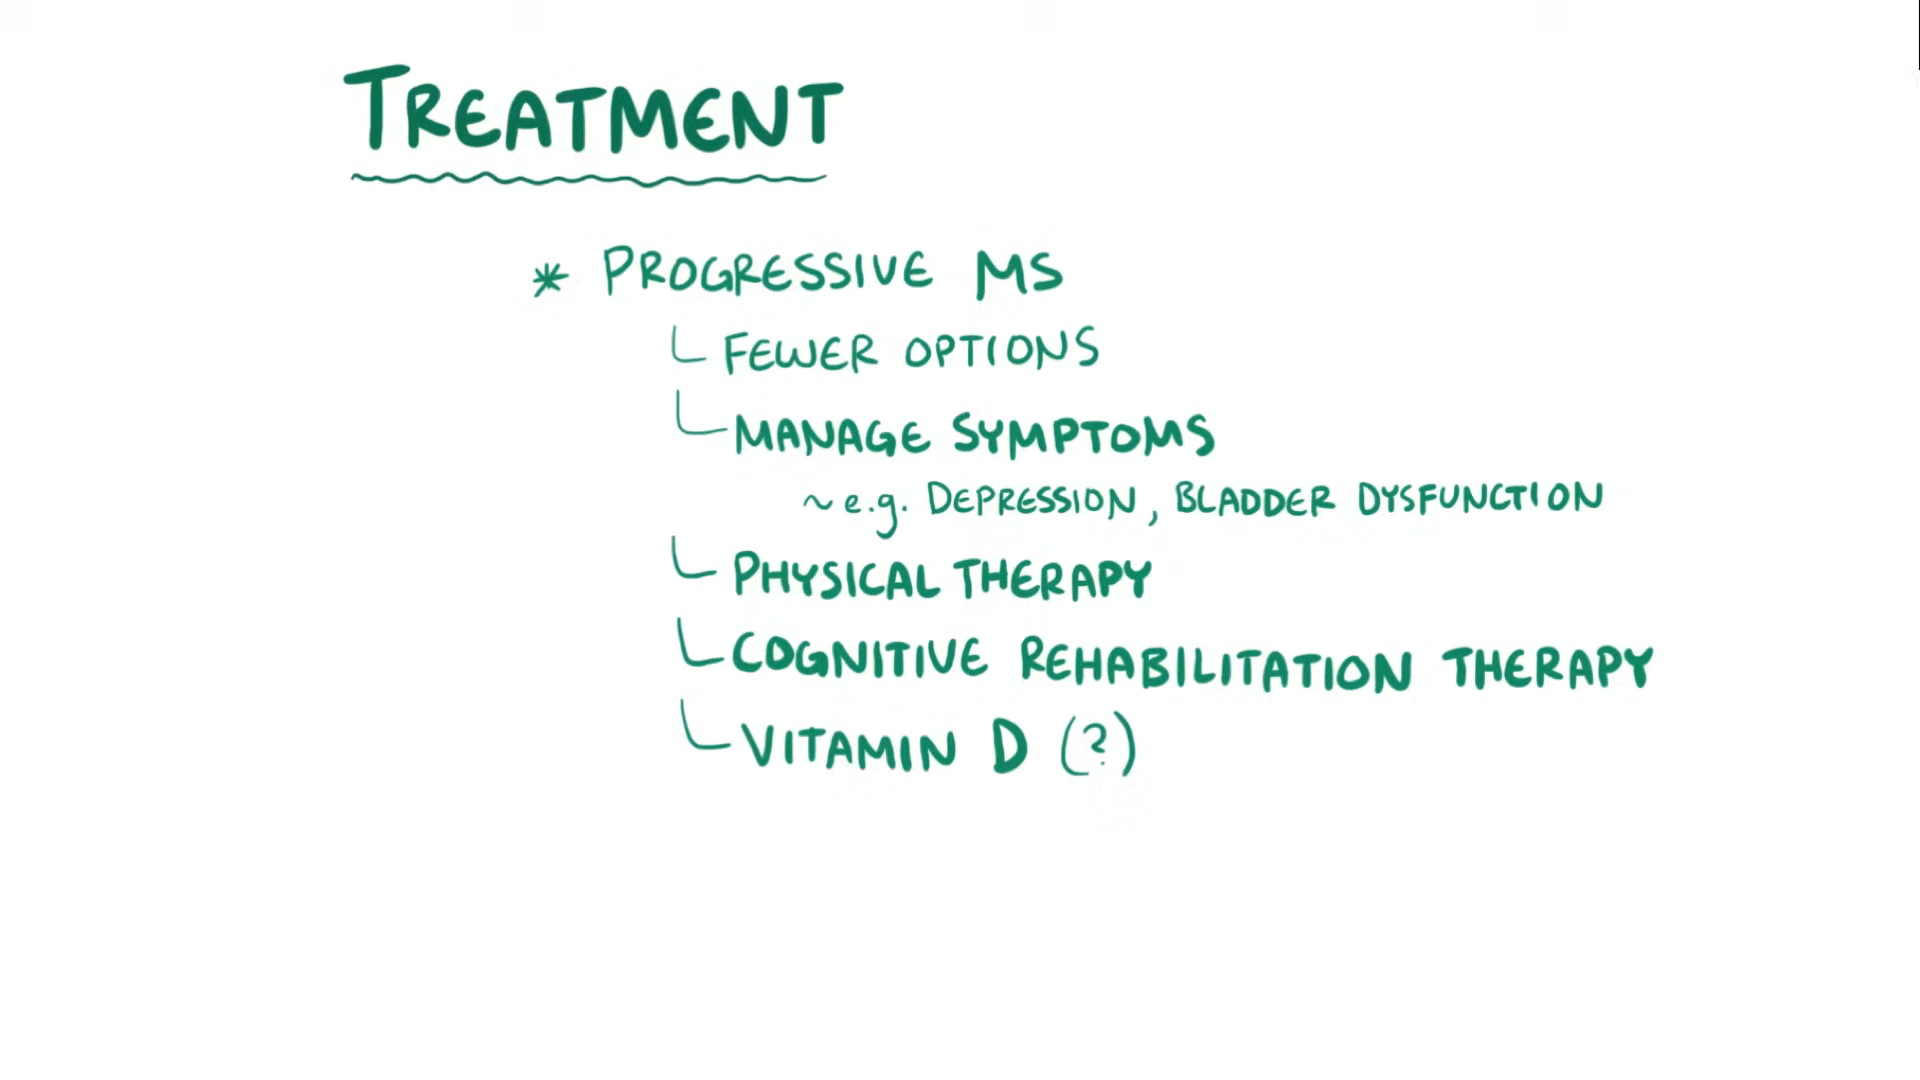 TREATMENT
* PROGRESSIVE MS
FEWER OPTIONS
MANAGE SYMPTOMS
~ e.g. DEPRESSION, BLADDER DYSFUNCTION
PHYSICAL THERAPY
COGNITIVE REHABILITATION THERAPY
VITAMIN D (?)